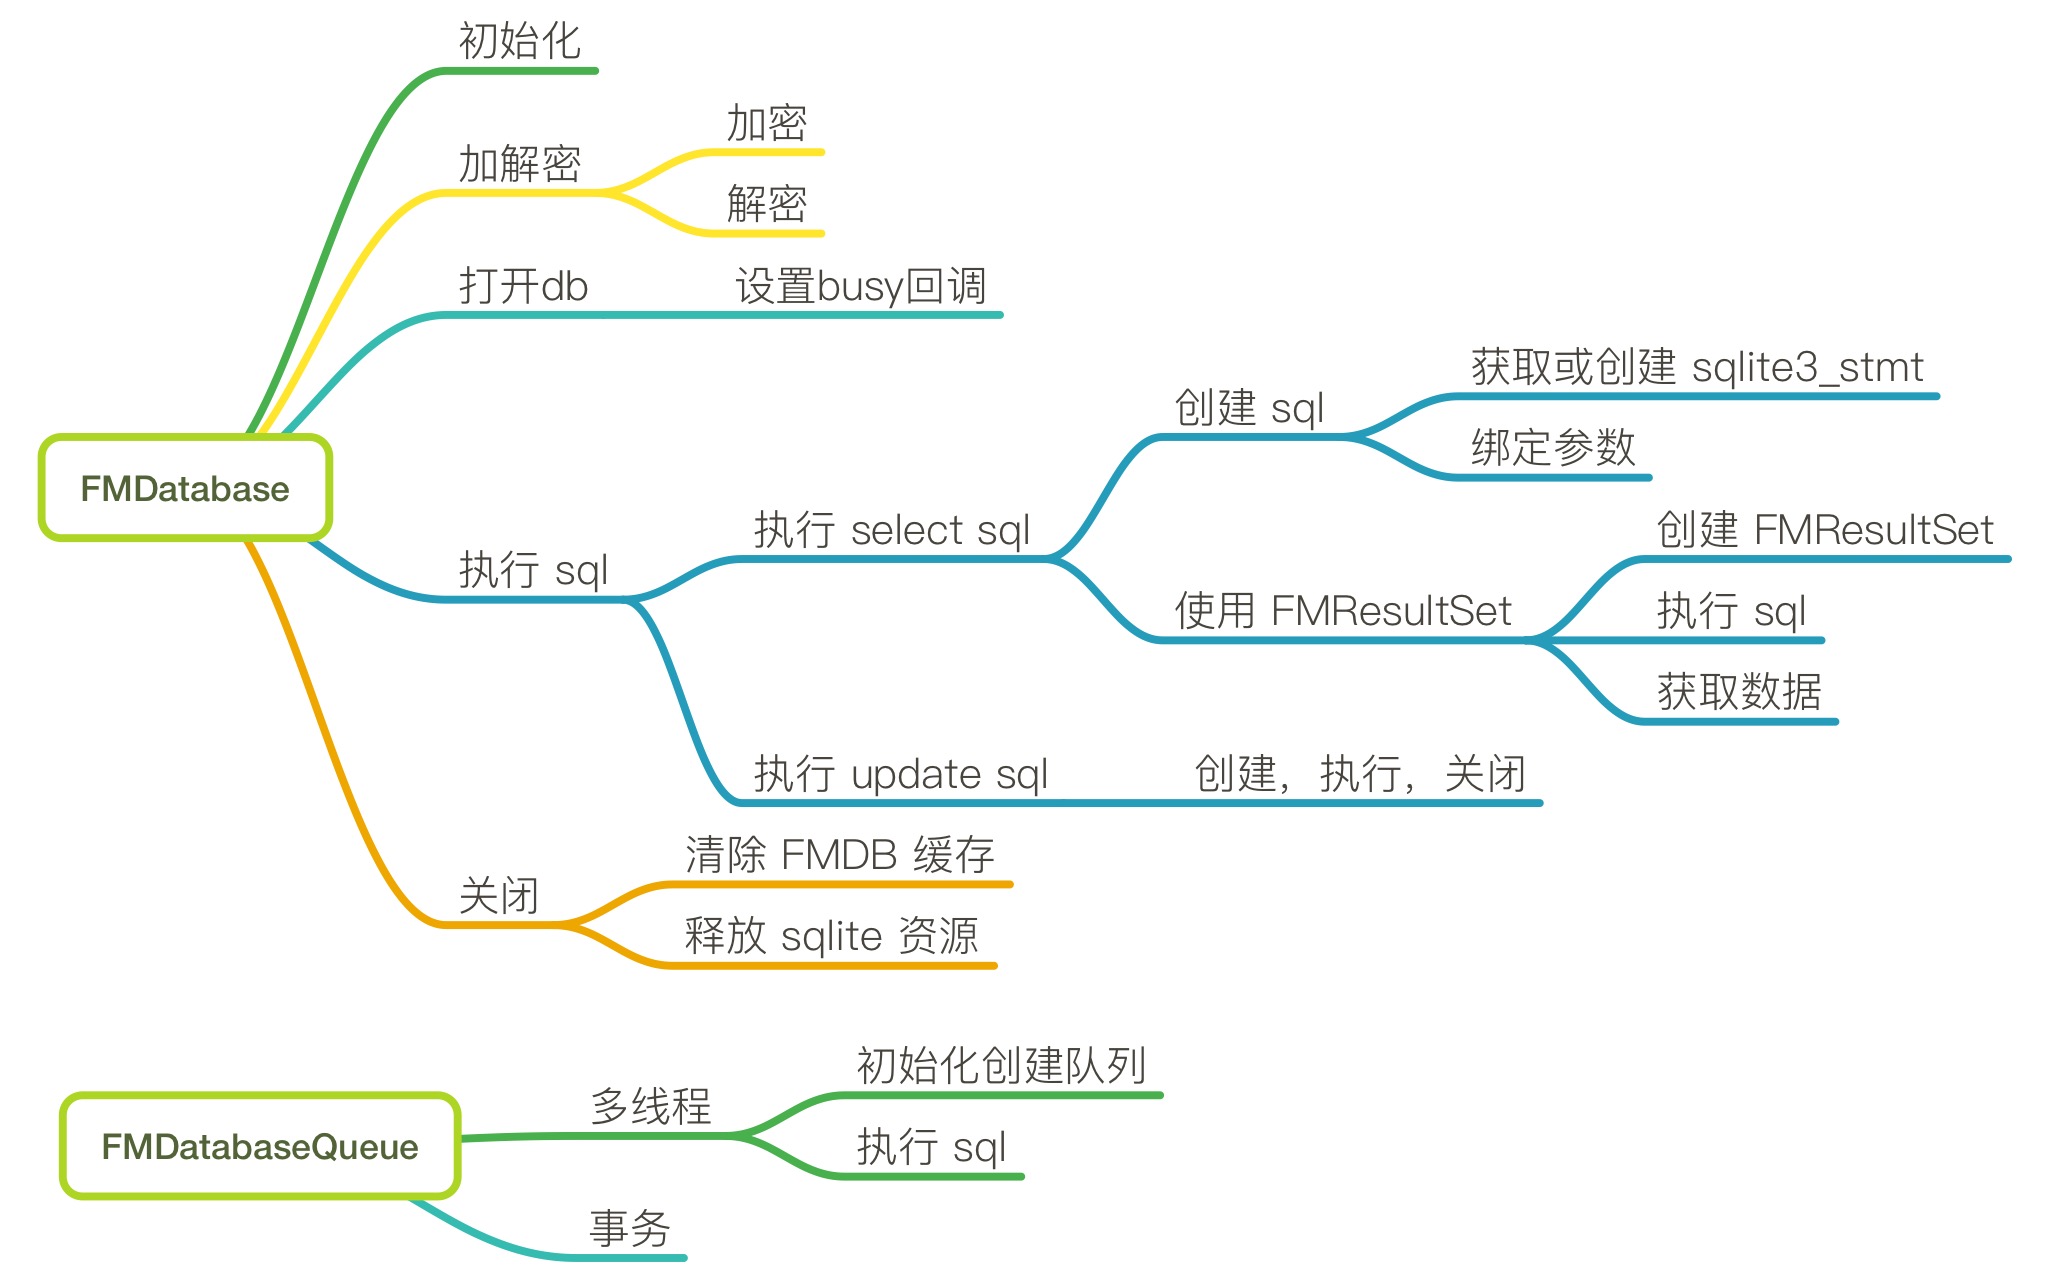 初始化
加密
加解密
解密
打开db
设置busy回调
获取或创建 sqlite3_stmt
创建 sql
绑定参数
FMDatabase
执行 select sql
创建 FMResultSet
执行 sql
使用 FMResultSet
执行 sql
获取数据
执行 update sql
创建，执行，关闭
清除 FMDB 缓存
关闭
释放 sqlite 资源
初始化创建队列
多线程
FMDatabaseQueue
执行 sql
事务